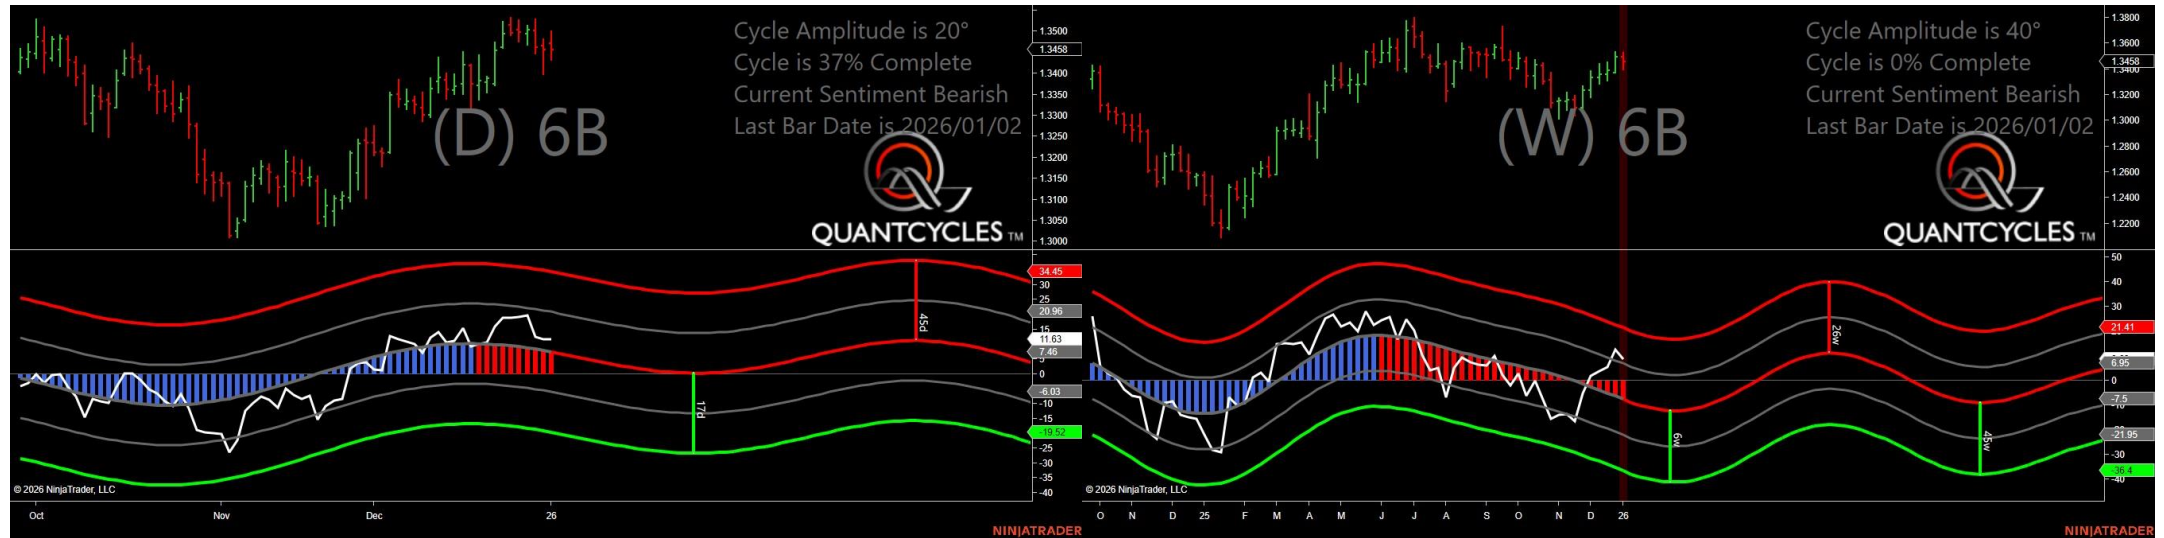 Cycle Amplitude is 20°
Cycle is 37% Complete
Current Sentiment Bearish
Last Bar Date is 2026/01/02
(D) 6B
QUANTCYCLES TM
1.3500
1.3458
1.3400
1.3350
1.3300
1.3250
1.3200
1.3150
1.3100
1.3050
1.3000
34.45
30
25
20.96
15
11.63
7.46
5
0
-6.03
-10
-15
-19.52
-25
-30
-35
-40
45d
17d
© 2026 NinjaTrader, LLC
Oct Nov Dec 26
NINJATRADER
Cycle Amplitude is 40°
Cycle is 0% Complete
Current Sentiment Bearish
Last Bar Date is 2026/01/02
(W) 6B
QUANTCYCLES TM
1.3800
1.3600
1.3458
1.3400
1.3200
1.3000
1.2800
1.2600
1.2400
1.2200
50
40
30
21.41
6.95
0
-7.5
-10
-21.95
-30
-36.4
-40
26w
6w
45w
© 2026 NinjaTrader, LLC
O N D 25 F M A M J J A S O N D 26
NINJATRADER